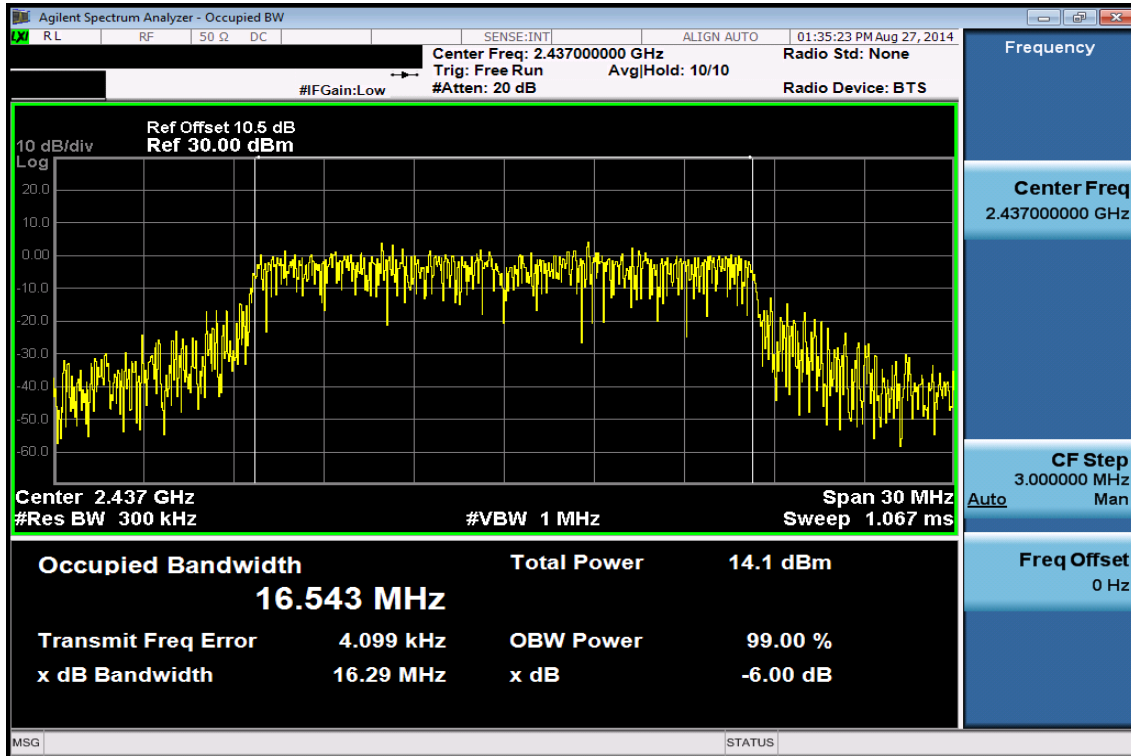 Agilent Spectrum Analyzer - Occupied BW
LXI RL RF 50 Ω DC SENSE:INT ALIGN AUTO 01:35:23 PM Aug 27, 2014
Center Freq: 2.437000000 GHz Radio Std: None
Trig: Free Run Avg|Hold: 10/10
#IFGain:Low #Atten: 20 dB Radio Device: BTS
Ref Offset 10.5 dB
10 dB/div Ref 30.00 dBm
Log
20.0
10.0
0.00
-10.0
-20.0
-30.0
-40.0
-50.0
-60.0
Center 2.437 GHz Span 30 MHz
#Res BW 300 kHz #VBW 1 MHz Sweep 1.067 ms
Occupied Bandwidth Total Power 14.1 dBm
16.543 MHz
Transmit Freq Error 4.099 kHz OBW Power 99.00 %
x dB Bandwidth 16.29 MHz x dB -6.00 dB
MSG STATUS
Frequency
Center Freq
2.437000000 GHz
CF Step
3.000000 MHz
Auto Man
Freq Offset
0 Hz